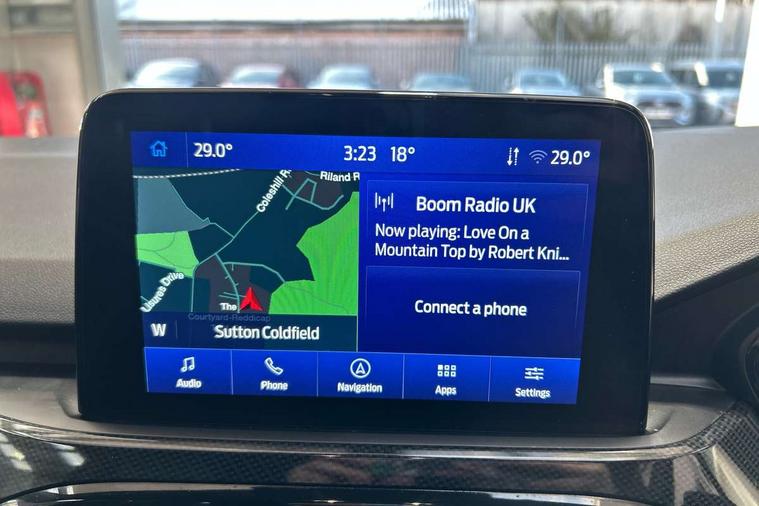 29.0° 3:23 18° 29.0°
Riland R
Coleshill R
Leisures Drive
The
Courtyard-Reddicap
W Sutton Coldfield
Boom Radio UK
Now playing: Love On a
Mountain Top by Robert Kni...
Connect a phone
Audio Phone Navigation Apps Settings